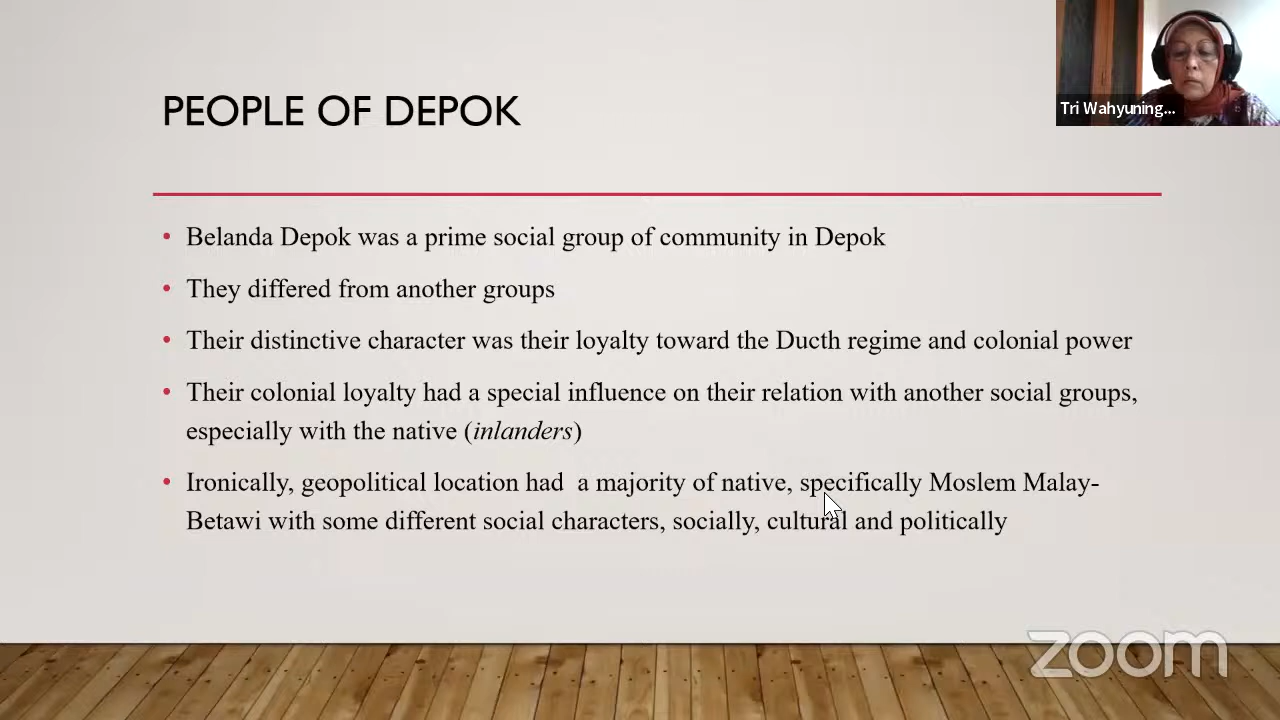 PEOPLE OF DEPOK
Tri Wahyuning...
• Belanda Depok was a prime social group of community in Depok
• They differed from another groups
• Their distinctive character was their loyalty toward the Ducth regime and colonial power
• Their colonial loyalty had a special influence on their relation with another social groups,
especially with the native (inlanders)
• Ironically, geopolitical location had  a majority of native, specifically Moslem Malay-
Betawi with some different social characters, socially, cultural and politically
zoom